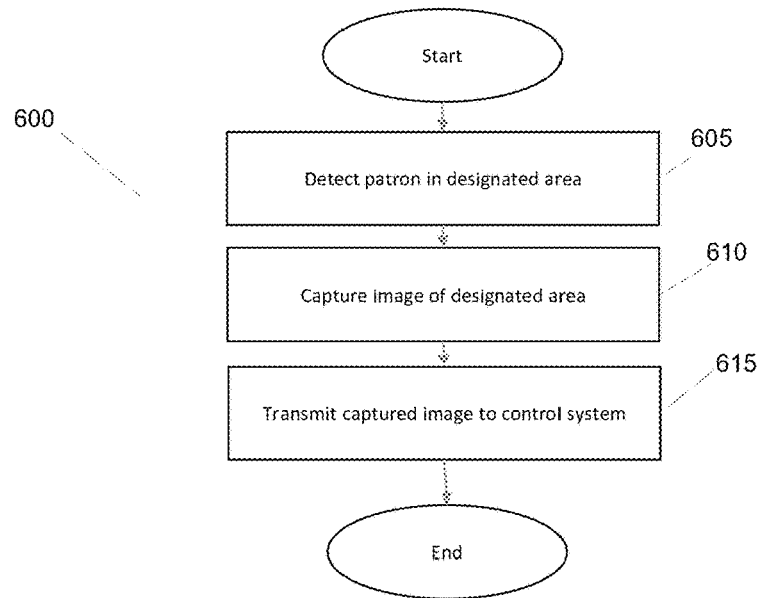 Start
600
605
Detect patron in designated area
610
Capture image of designated area
615
Transmit captured image to control system
End